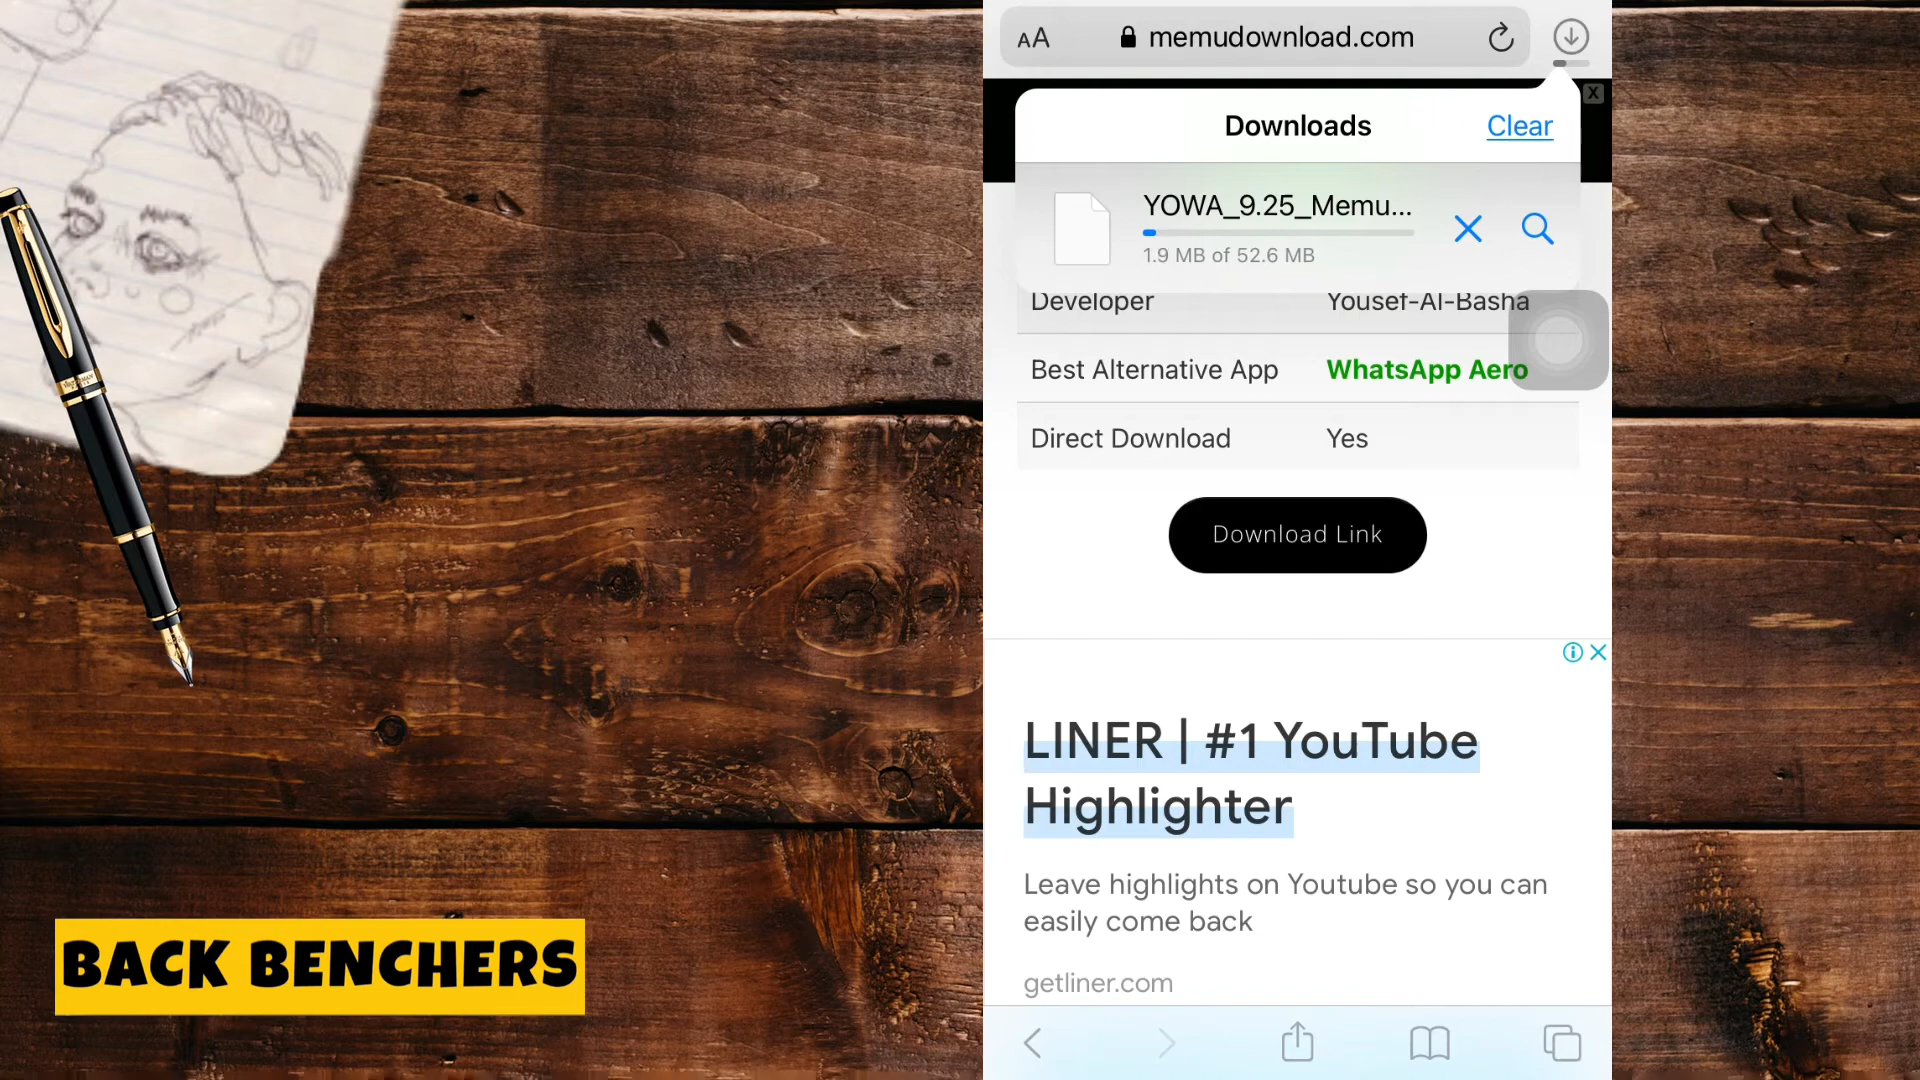 AA memudownload.com
Downloads
Clear
YOWA_9.25_Memu...
1.9 MB of 52.6 MB
Developer Yousef-Al-Basha
Best Alternative App WhatsApp Aero
Direct Download Yes
Download Link
LINER | #1 YouTube
Highlighter
Leave highlights on Youtube so you can
easily come back
getliner.com
BACK BENCHERS